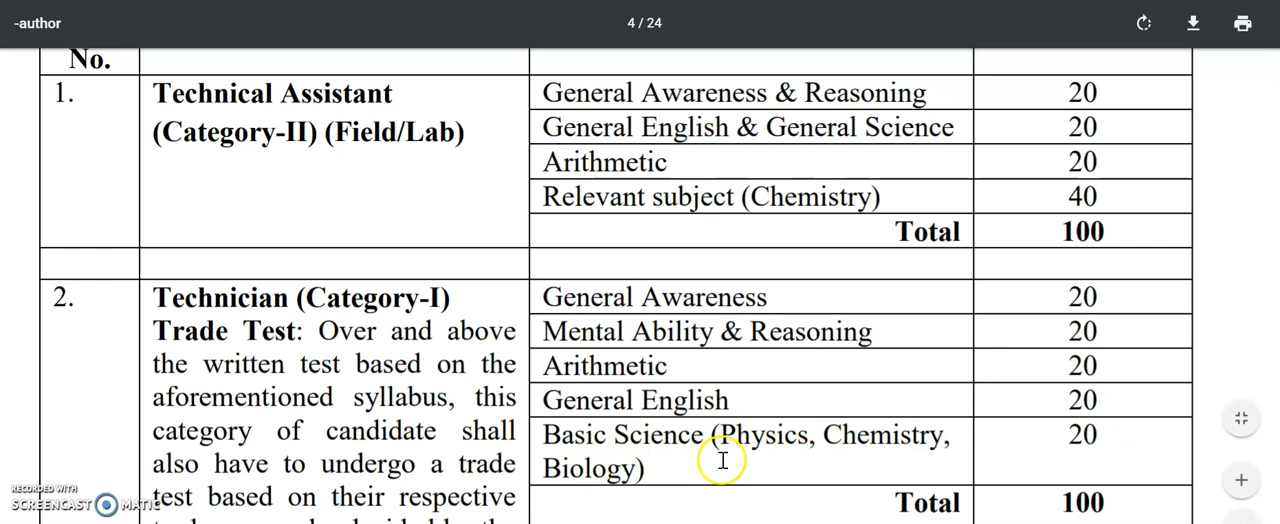 -author
4 / 24
No.
1.
Technical Assistant
(Category-II) (Field/Lab)
General Awareness & Reasoning 20
General English & General Science 20
Arithmetic 20
Relevant subject (Chemistry) 40
Total 100
2.
Technician (Category-I)
Trade Test: Over and above
the written test based on the
aforementioned syllabus, this
category of candidate shall
also have to undergo a trade
test based on their respective
General Awareness 20
Mental Ability & Reasoning 20
Arithmetic 20
General English 20
Basic Science (Physics, Chemistry, 20
Biology)
Total 100
RECORDED WITH
SCREENCAST MATIC